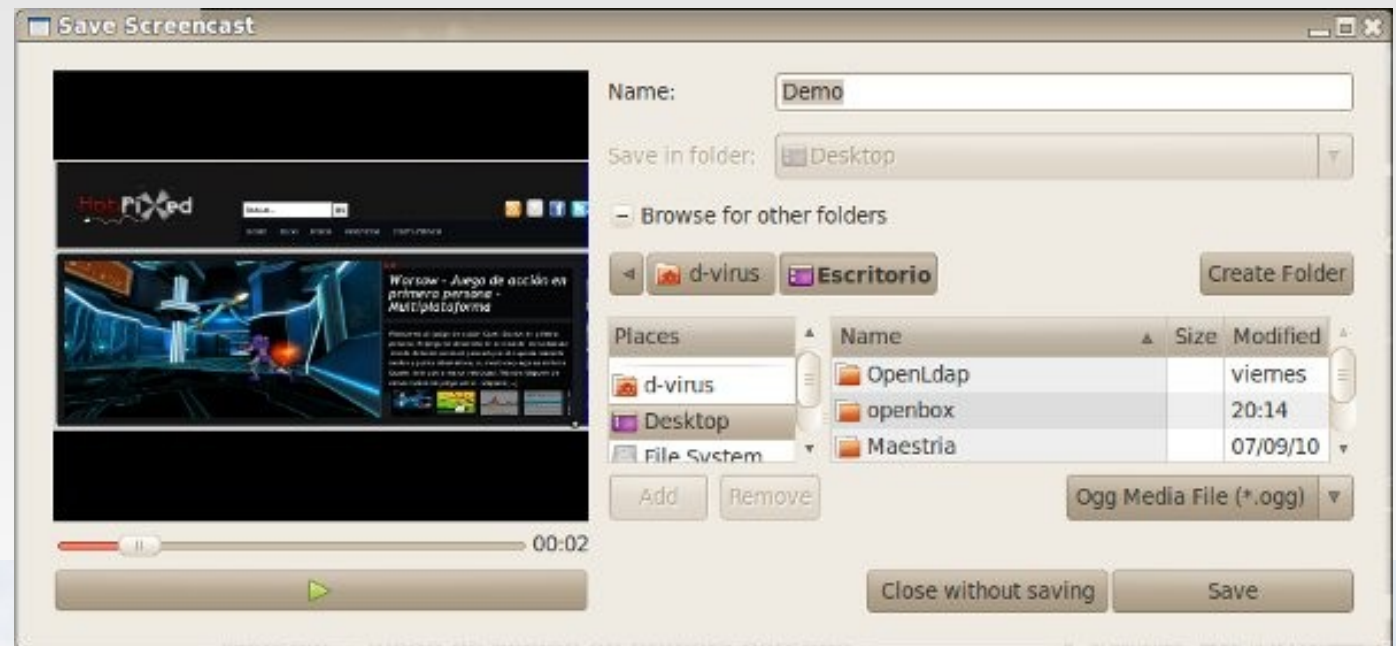 Save Screencast
Name:
Demo
Save in folder:
Desktop
Browse for other folders
d-virus
Escritorio
Create Folder
Places
d-virus
Desktop
File System
Name
Size
Modified
OpenLdap
viernes
openbox
20:14
Maestria
07/09/10
Add
Remove
Ogg Media File (*.ogg)
Close without saving
Save
HotPiXed
Warsow - Juego de acción en
primera persona -
Multiplataforma
00:02